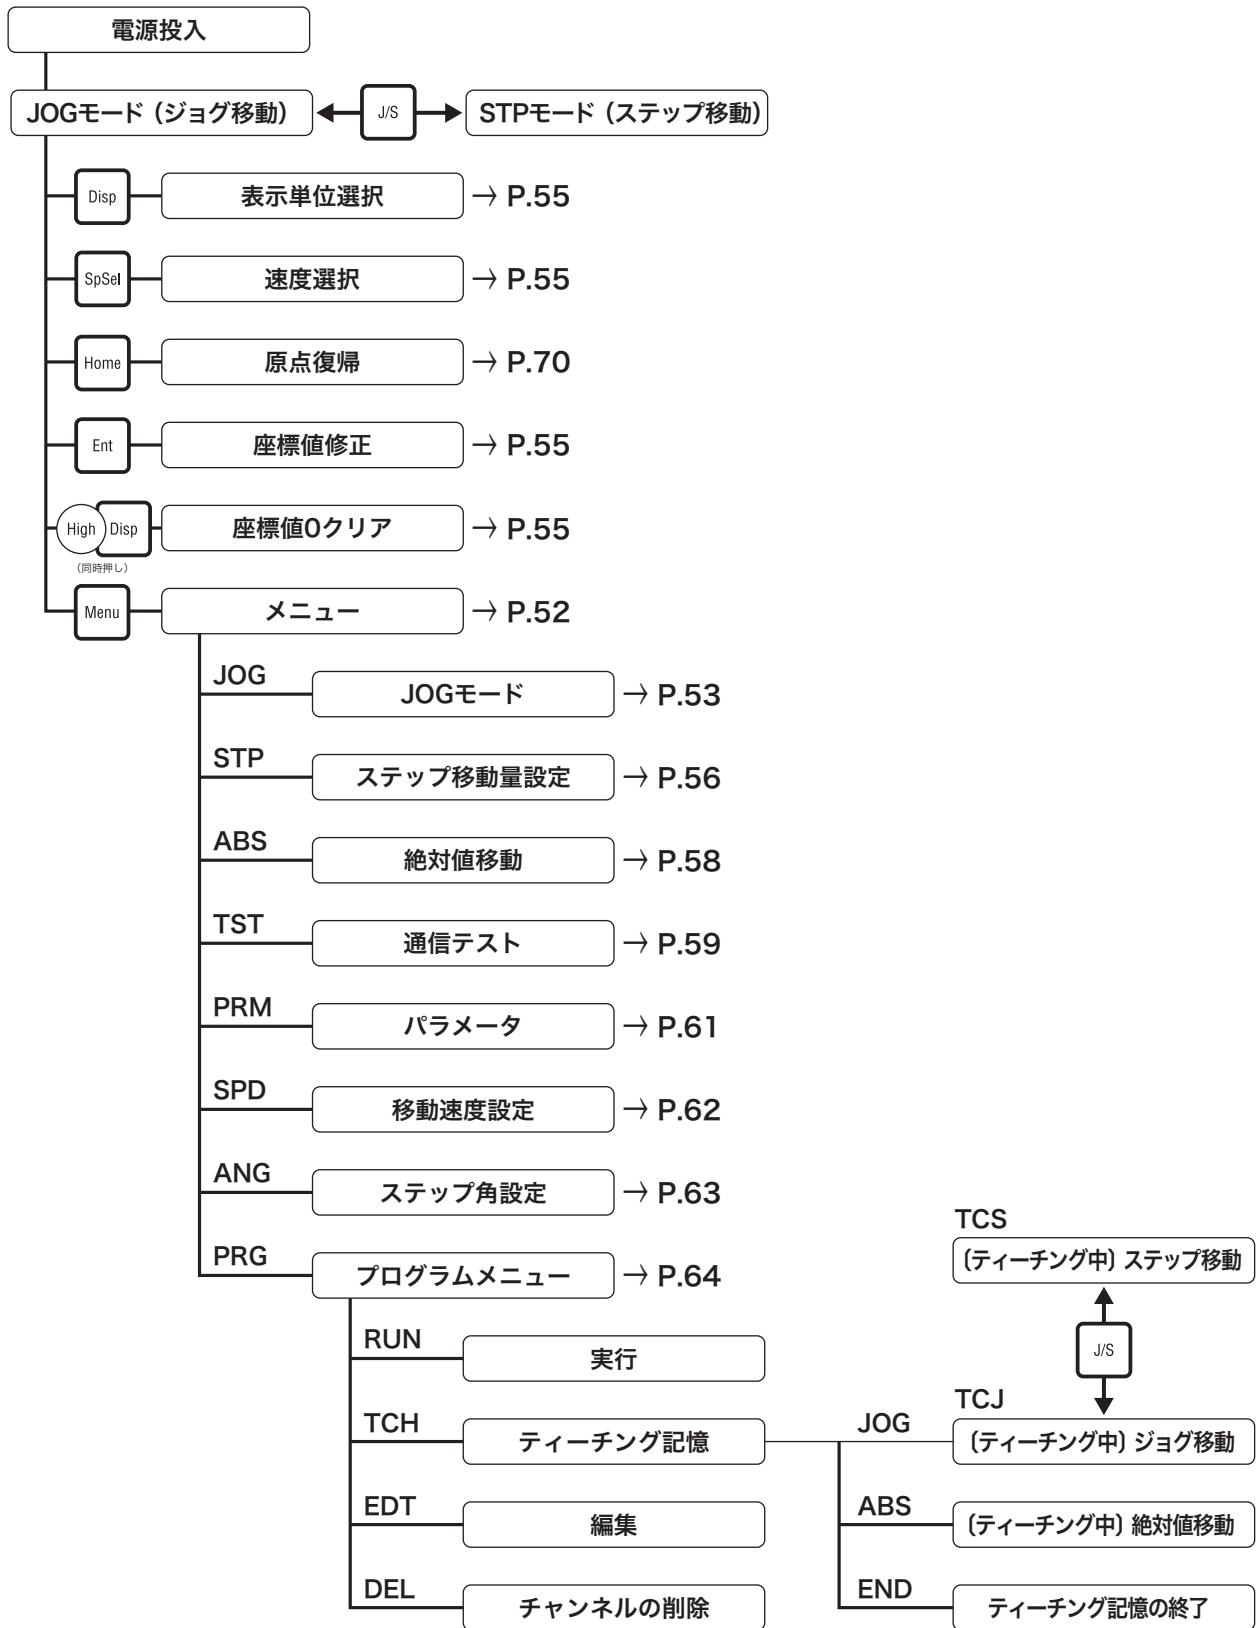 電源投入
JOGモード（ジョグ移動） J/S STPモード（ステップ移動）
Disp 表示単位選択 → P.55
SpSel 速度選択 → P.55
Home 原点復帰 → P.70
Ent 座標値修正 → P.55
High Disp 座標値0クリア → P.55
（同時押し）
Menu メニュー → P.52
JOG JOGモード → P.53
STP ステップ移動量設定 → P.56
ABS 絶対値移動 → P.58
TST 通信テスト → P.59
PRM パラメータ → P.61
SPD 移動速度設定 → P.62
ANG ステップ角設定 → P.63
PRG プログラムメニュー → P.64
TCS
〔ティーチング中〕ステップ移動
J/S
RUN 実行
TCH ティーチング記憶
JOG
TCJ
〔ティーチング中〕ジョグ移動
EDT 編集
ABS 〔ティーチング中〕絶対値移動
DEL チャンネルの削除
END ティーチング記憶の終了